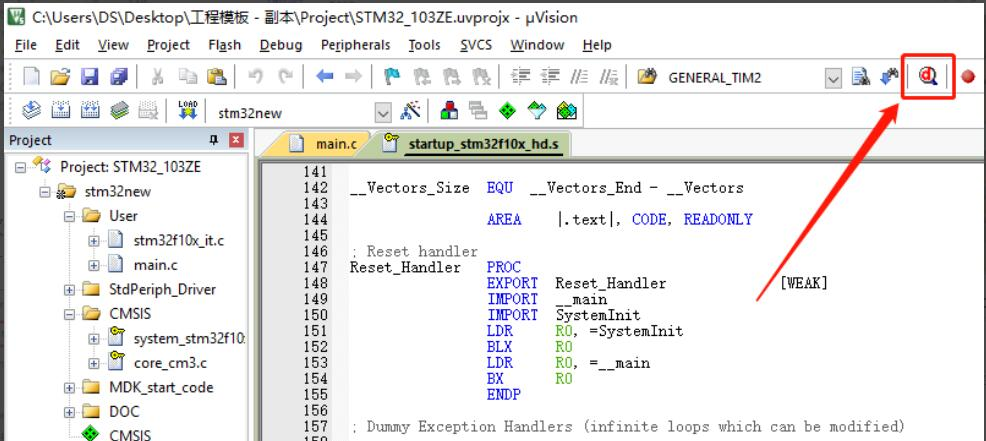 C:\Users\DS\Desktop\工程模板 - 副本\Project\STM32_103ZE.uvprojx - µVision
File Edit View Project Flash Debug Peripherals Tools SVCS Window Help
GENERAL_TIM2
LOAD stm32new
Project
main.c startup_stm32f10x_hd.s
Project: STM32_103ZE
stm32new
User
stm32f10x_it.c
main.c
StdPeriph_Driver
CMSIS
system_stm32f10
core_cm3.c
MDK_start_code
DOC
CMSIS
141
142 __Vectors_Size EQU __Vectors_End - __Vectors
143
144 AREA |.text|, CODE, READONLY
145
146 ; Reset handler
147 Reset_Handler PROC
148 EXPORT Reset_Handler [WEAK]
149 IMPORT __main
150 IMPORT SystemInit
151 LDR R0, =SystemInit
152 BLX R0
153 LDR R0, =__main
154 BX R0
155 ENDP
156
157 ; Dummy Exception Handlers (infinite loops which can be modified)